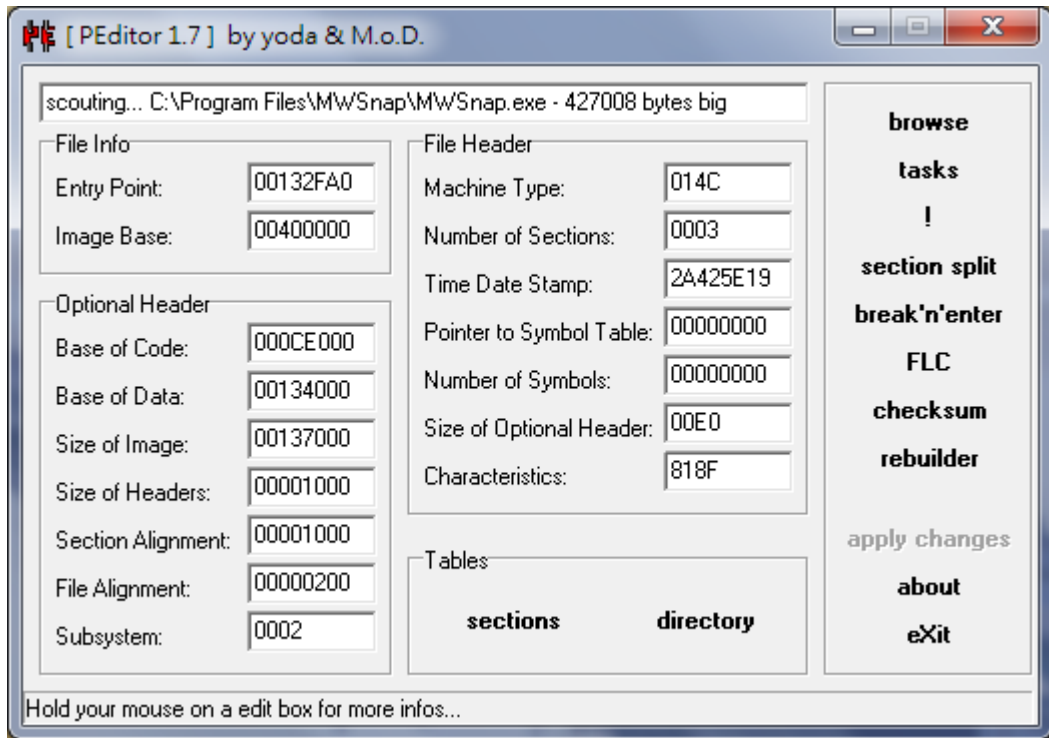 [ PEditor 1.7 ] by yoda & M.o.D.
scouting... C:\Program Files\MWSnap\MWSnap.exe - 427008 bytes big
File Info
Entry Point: 00132FA0
Image Base: 00400000
Optional Header
Base of Code: 000CE000
Base of Data: 00134000
Size of Image: 00137000
Size of Headers: 00001000
Section Alignment: 00001000
File Alignment: 00000200
Subsystem: 0002
File Header
Machine Type: 014C
Number of Sections: 0003
Time Date Stamp: 2A425E19
Pointer to Symbol Table: 00000000
Number of Symbols: 00000000
Size of Optional Header: 00E0
Characteristics: 818F
Tables
sections directory
browse
tasks
!
section split
break'n'enter
FLC
checksum
rebuilder
apply changes
about
eXit
Hold your mouse on a edit box for more infos...